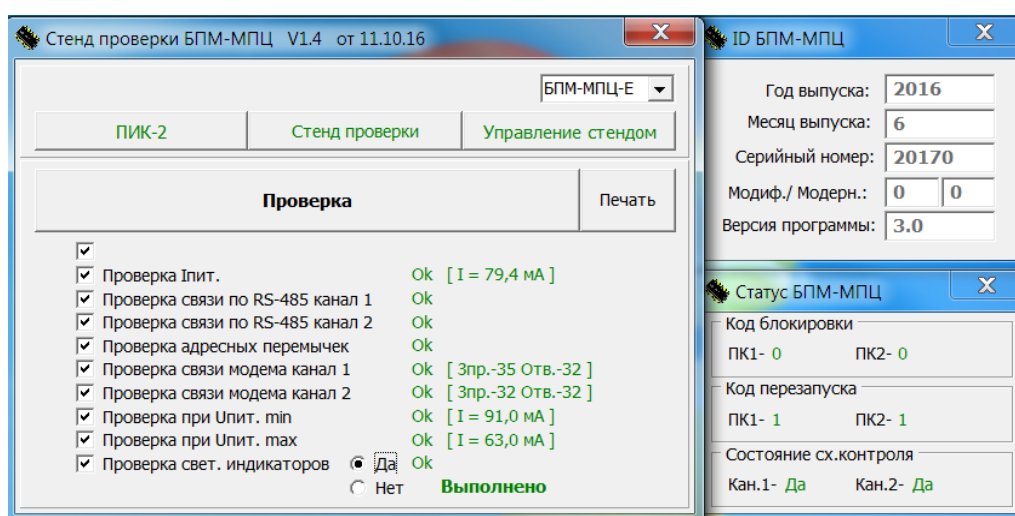 Стенд проверки БПМ-МПЦ V1.4 от 11.10.16
БПМ-МПЦ-Е
ПИК-2 Стенд проверки Управление стендом
Проверка Печать
Проверка Iпит. Ok [ I = 79,4 мА ]
Проверка связи по RS-485 канал 1 Ok
Проверка связи по RS-485 канал 2 Ok
Проверка адресных перемычек Ok
Проверка связи модема канал 1 Ok [ Зпр.-35 Отв.-32 ]
Проверка связи модема канал 2 Ok [ Зпр.-32 Отв.-32 ]
Проверка при Uпит. min Ok [ I = 91,0 мА ]
Проверка при Uпит. max Ok [ I = 63,0 мА ]
Проверка свет. индикаторов Да Ok
Нет Выполнено
ID БПМ-МПЦ
Год выпуска: 2016
Месяц выпуска: 6
Серийный номер: 20170
Модиф./ Модерн.: 0 0
Версия программы: 3.0
Статус БПМ-МПЦ
Код блокировки
ПК1- 0 ПК2- 0
Код перезапуска
ПК1- 1 ПК2- 1
Состояние сх.контроля
Кан.1- Да Кан.2- Да